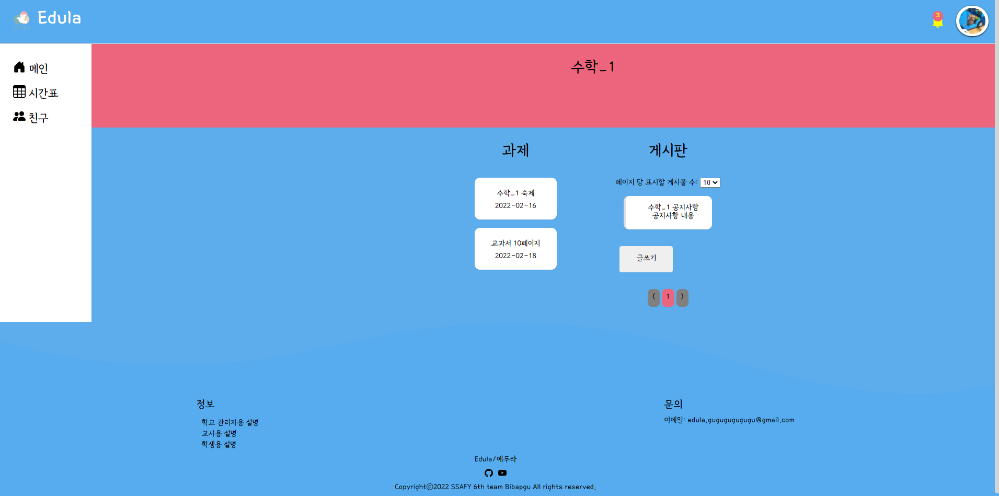 Edula
3
메인
시간표
친구
수학_1
과제
수학_1 숙제
2022-02-16
교과서 10페이지
2022-02-18
게시판
페이지 당 표시할 게시물 수: 10
수학_1 공지사항
공지사항 내용
글쓰기
< 1 >
정보
학교 관리자용 설명
교사용 설명
학생용 설명
문의
이메일: edula.gugugugugugu@gmail.com
Edula/에두라
Copyrightⓒ2022 SSAFY 6th team Bibapgu All rights reserved.